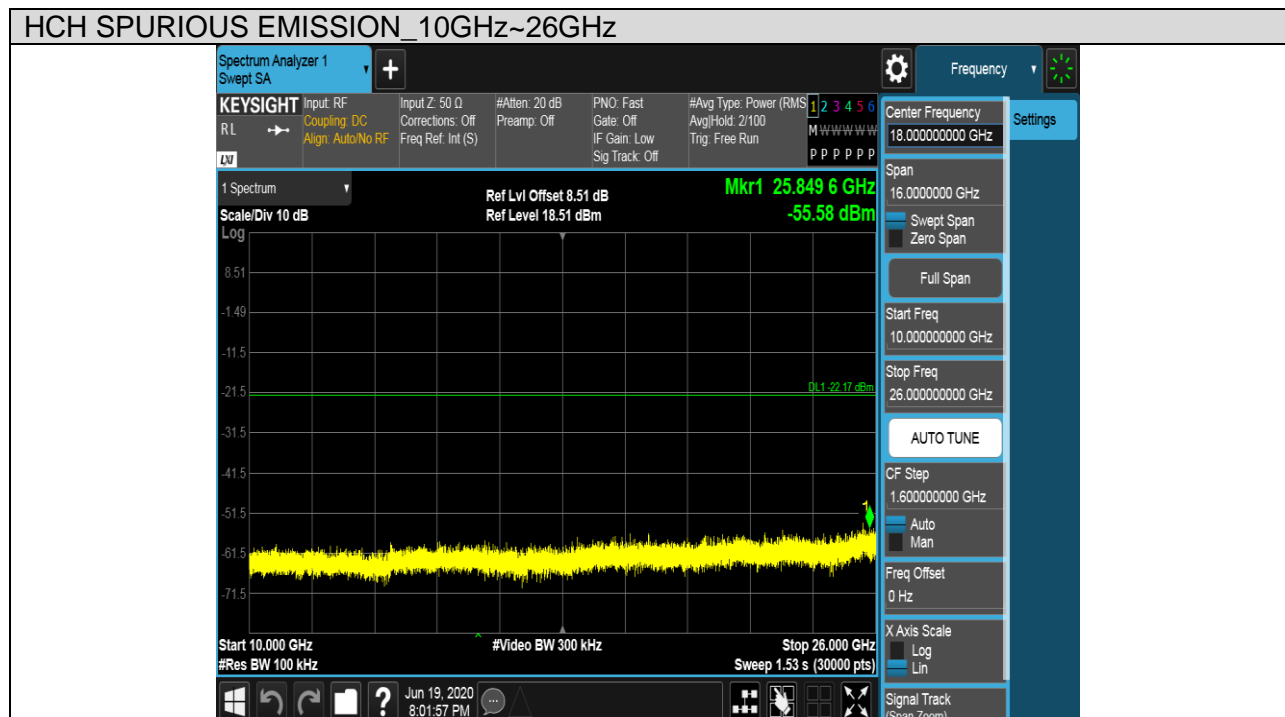 HCH SPURIOUS EMISSION_10GHz~26GHz
Spectrum Analyzer 1
Swept SA
+
Frequency
KEYSIGHT
RL
LXI
Input: RF
Coupling: DC
Align: Auto/No RF
Input Z: 50 Ω
Corrections: Off
Freq Ref: Int (S)
#Atten: 20 dB
Preamp: Off
PNO: Fast
Gate: Off
IF Gain: Low
Sig Track: Off
#Avg Type: Power (RMS
Avg|Hold: 2/100
Trig: Free Run
1 2 3 4 5 6
M W W W W W
P P P P P P
Center Frequency
18.000000000 GHz
Settings
Span
16.0000000 GHz
Swept Span
Zero Span
Full Span
Start Freq
10.000000000 GHz
Stop Freq
26.000000000 GHz
AUTO TUNE
CF Step
1.600000000 GHz
Auto
Man
Freq Offset
0 Hz
X Axis Scale
Log
Lin
Signal Track
(Span Zoom)
1 Spectrum
Scale/Div 10 dB
Log
Ref Lvl Offset 8.51 dB
Ref Level 18.51 dBm
Mkr1 25.849 6 GHz
-55.58 dBm
8.51
-1.49
-11.5
-21.5
DL1 -22.17 dBm
-31.5
-41.5
-51.5
1
-61.5
-71.5
Start 10.000 GHz
#Res BW 100 kHz
#Video BW 300 kHz
Stop 26.000 GHz
Sweep 1.53 s (30000 pts)
?
Jun 19, 2020
8:01:57 PM